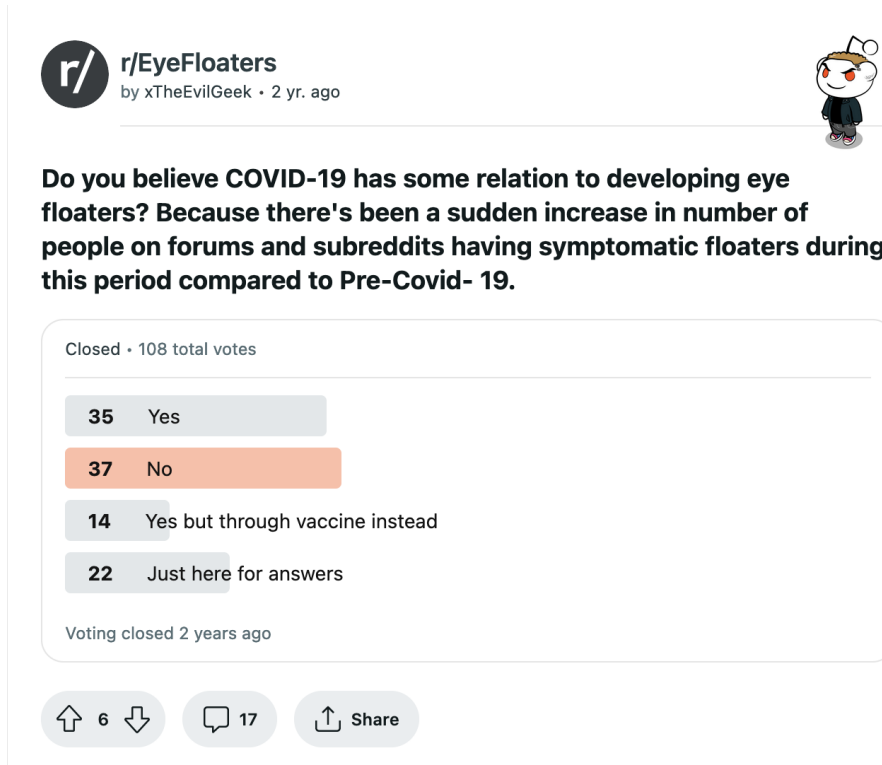 r/
r/EyeFloaters
by xTheEvilGeek • 2 yr. ago
Do you believe COVID-19 has some relation to developing eye
floaters? Because there's been a sudden increase in number of
people on forums and subreddits having symptomatic floaters during
this period compared to Pre-Covid- 19.
Closed • 108 total votes
35 Yes
37 No
14 Yes but through vaccine instead
22 Just here for answers
Voting closed 2 years ago
6 17 Share